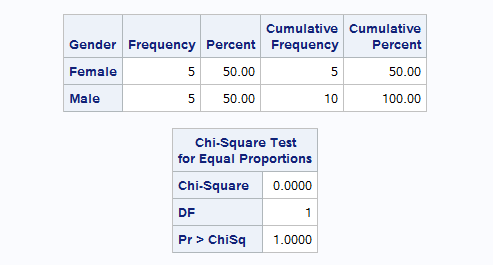 Cumulative Cumulative
Gender Frequency Percent Frequency Percent
Female 5 50.00 5 50.00
Male 5 50.00 10 100.00
Chi-Square Test
for Equal Proportions
Chi-Square 0.0000
DF 1
Pr > ChiSq 1.0000